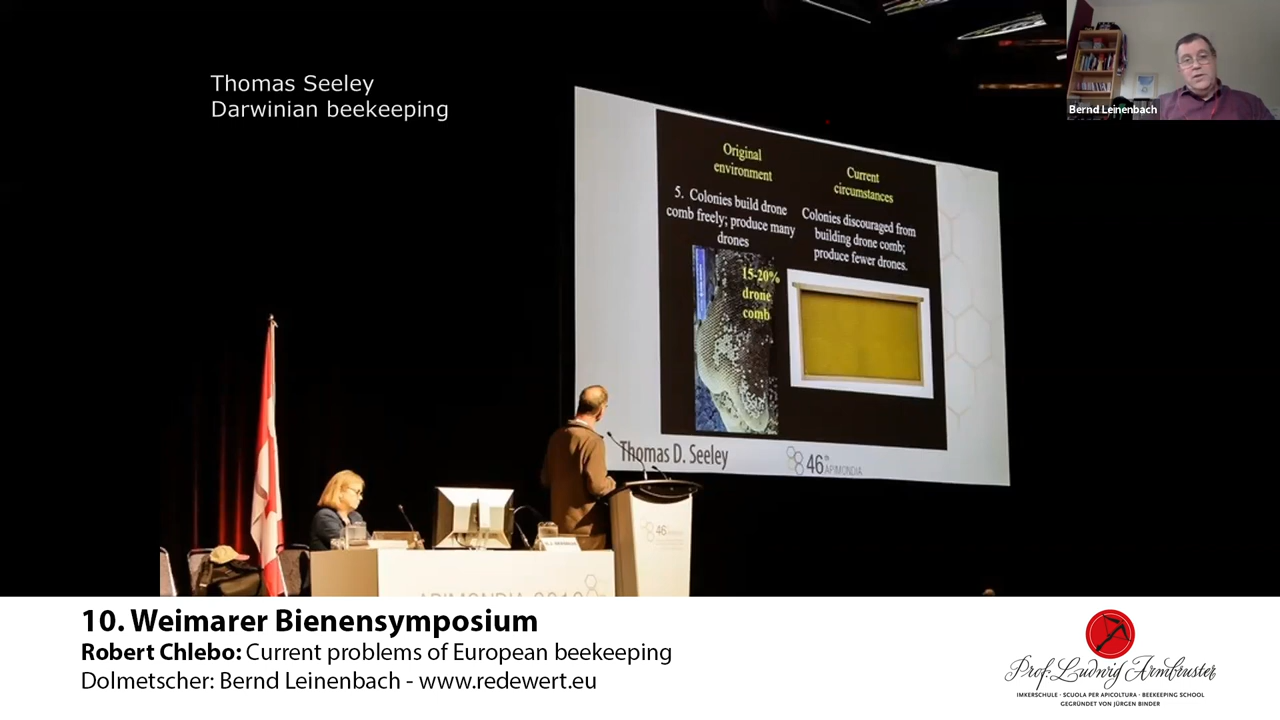 Thomas Seeley
Darwinian beekeeping
Bernd Leinenbach
Original
environment
5. Colonies build drone
comb freely; produce many
drones
15-20%
drone
comb
Current
circumstances
Colonies discouraged from
building drone comb;
produce fewer drones.
Thomas D. Seeley
46th
APIMONDIA
46
10. Weimarer Bienensymposium
Robert Chlebo: Current problems of European beekeeping
Dolmetscher: Bernd Leinenbach - www.redewert.eu
Prof. Ludwig Armbruster
IMKERSCHULE · SCUOLA PER APICOLTURA · BEEKEEPING SCHOOL
GEGRÜNDET VON JÜRGEN BINDER